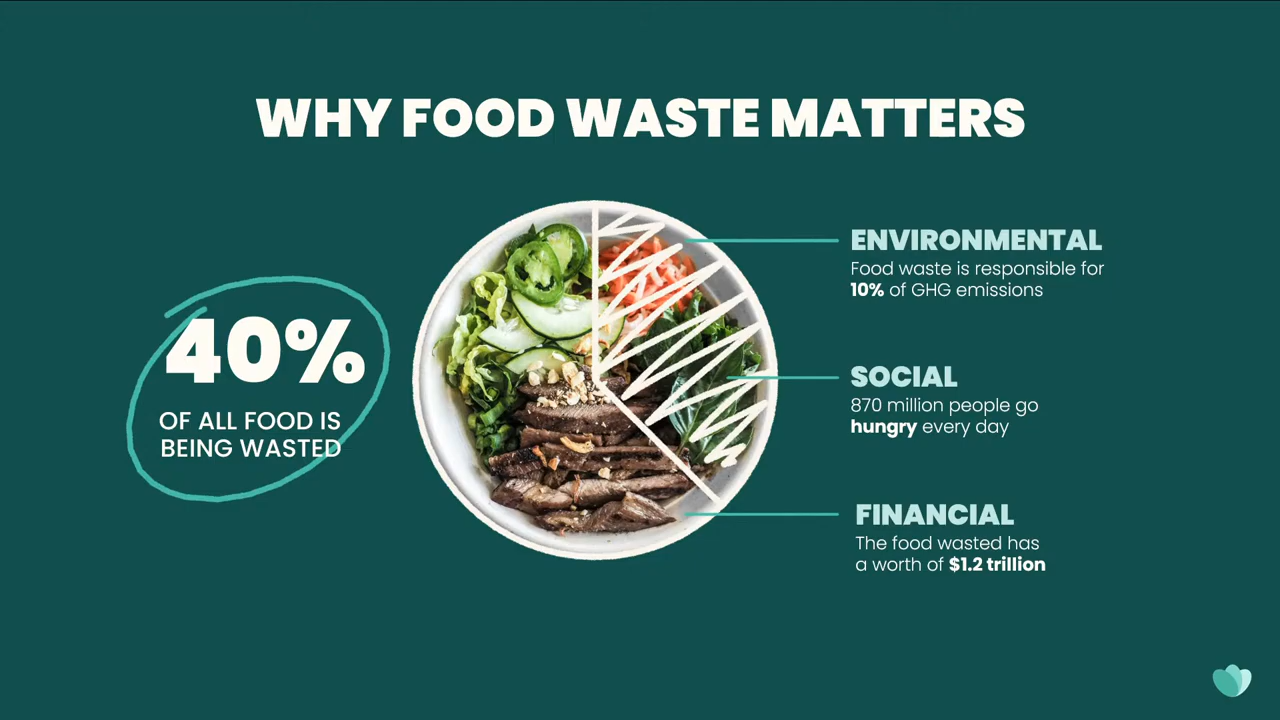 WHY FOOD WASTE MATTERS
40%
OF ALL FOOD IS
BEING WASTED
ENVIRONMENTAL
Food waste is responsible for
10% of GHG emissions
SOCIAL
870 million people go
hungry every day
FINANCIAL
The food wasted has
a worth of $1.2 trillion